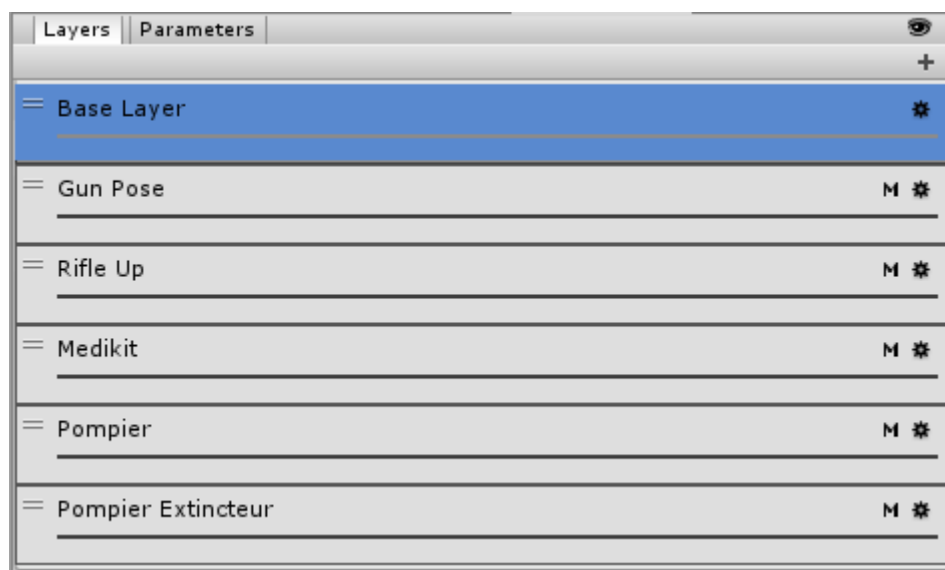 Layers Parameters
Base Layer
Gun Pose M
Rifle Up M
Medikit M
Pompier M
Pompier Extincteur M